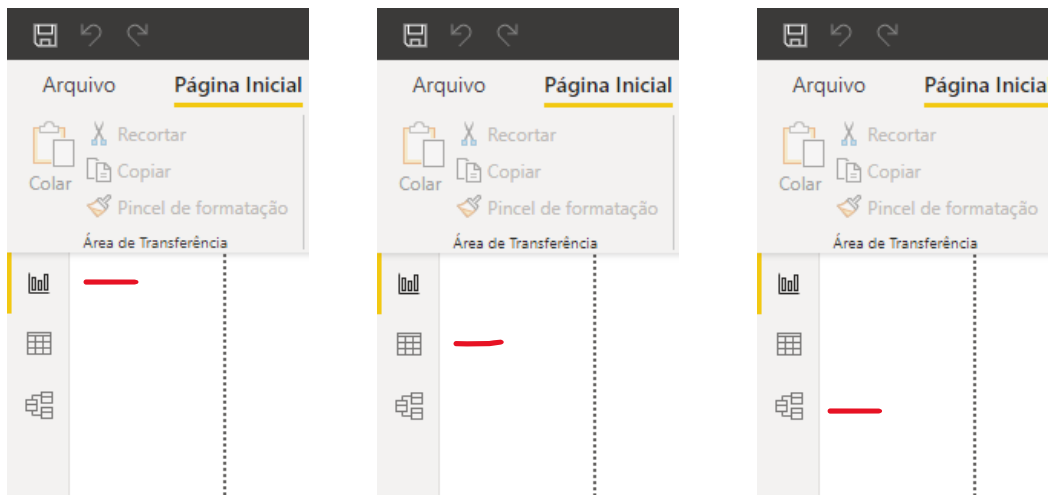 Arquivo Página Inicial
Recortar
Copiar
Colar
Pincel de formatação
Área de Transferência
Arquivo Página Inicial
Recortar
Copiar
Colar
Pincel de formatação
Área de Transferência
Arquivo Página Inicia
Recortar
Copiar
Colar
Pincel de formatação
Área de Transferência